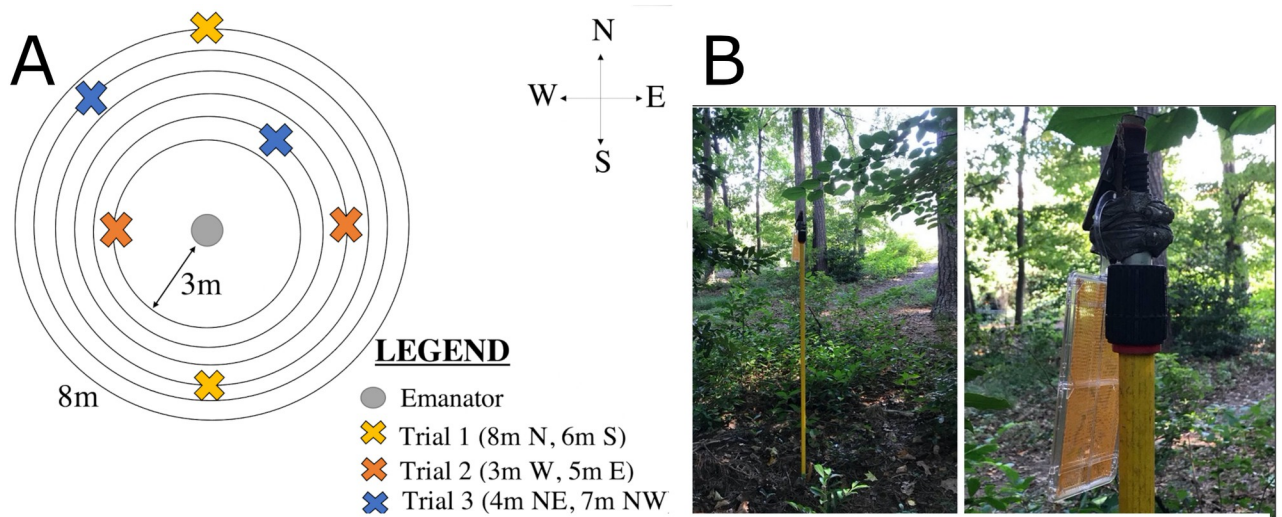 A
N
W
E
S
3m
8m
LEGEND
Emanator
Trial 1 (8m N, 6m S)
Trial 2 (3m W, 5m E)
Trial 3 (4m NE, 7m NW
B